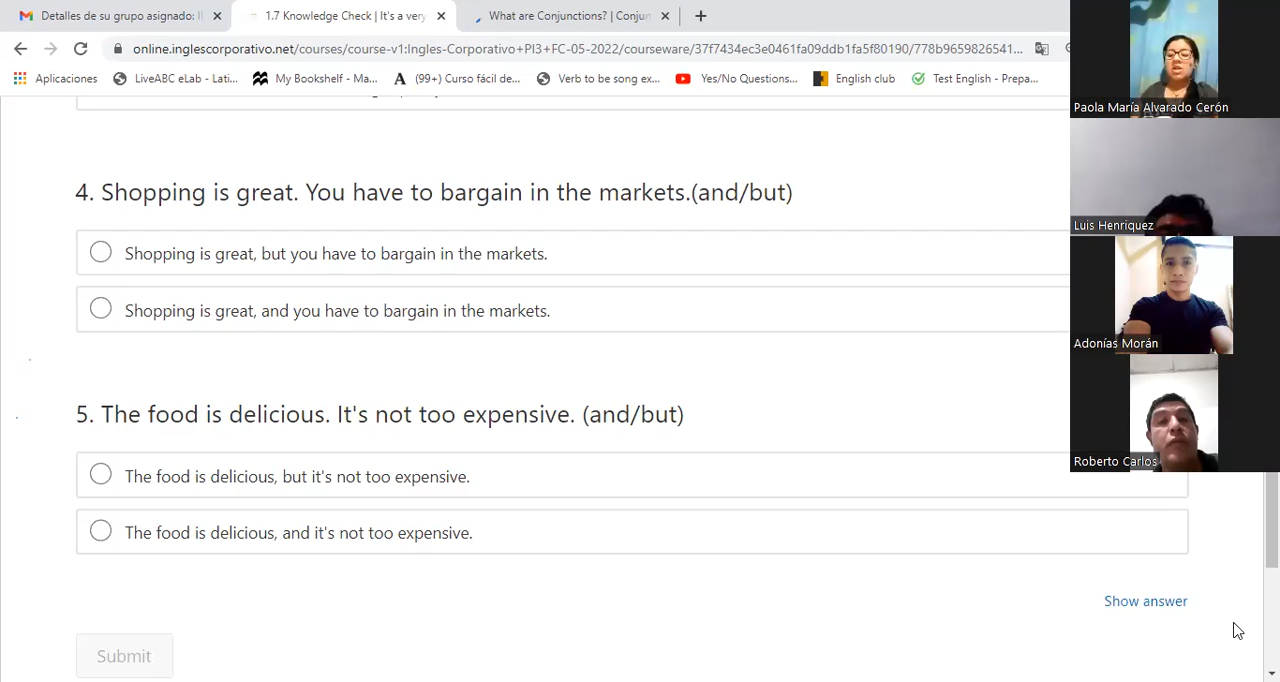 Detalles de su grupo asignado: I
1.7 Knowledge Check | It's a very
What are Conjunctions? | Conjun
online.inglescorporativo.net/courses/course-v1:Ingles-Corporativo+PI3+FC-05-2022/courseware/37f7434ec3e0461fa09ddb1fa5f80190/778b9659826541...
Aplicaciones
LiveABC eLab - Lati...
My Bookshelf - Ma...
(99+) Curso fácil de...
Verb to be song ex...
Yes/No Questions...
English club
Test English - Prepa...
Paola María Alvarado Cerón
4. Shopping is great. You have to bargain in the markets.(and/but)
Luis Henriquez
Shopping is great, but you have to bargain in the markets.
Shopping is great, and you have to bargain in the markets.
Adonías Morán
5. The food is delicious. It's not too expensive. (and/but)
Roberto Carlos
The food is delicious, but it's not too expensive.
The food is delicious, and it's not too expensive.
Show answer
Submit